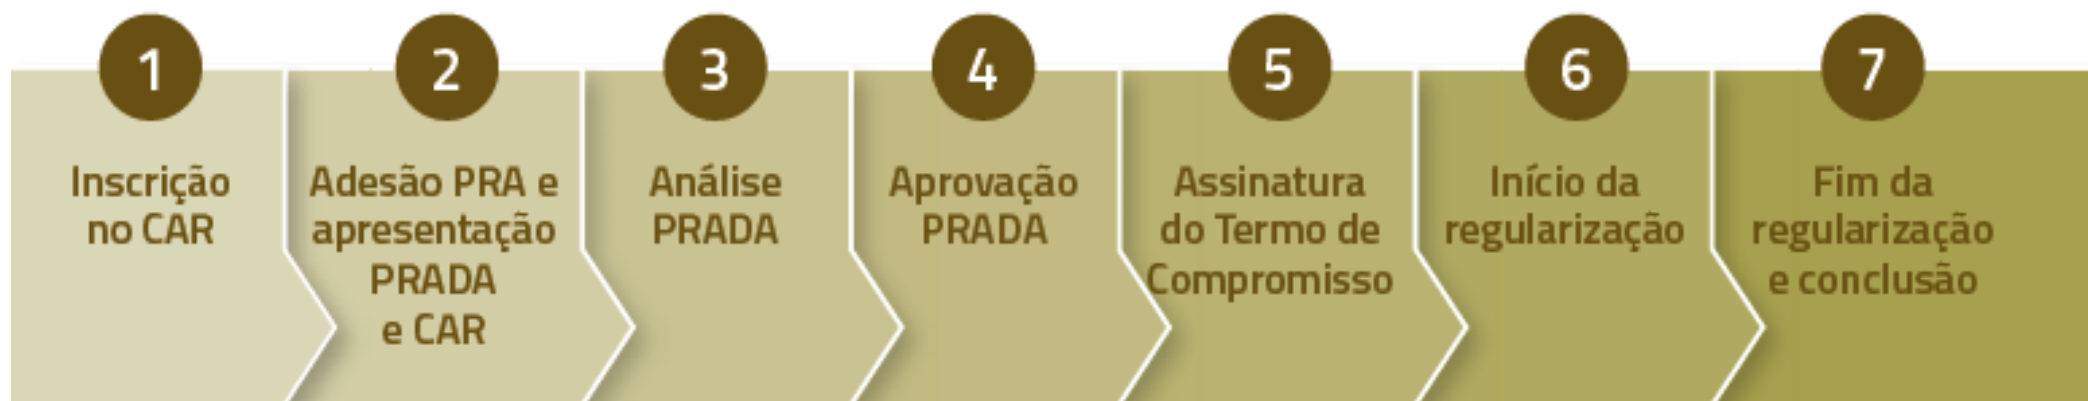 1
Inscrição
no CAR
2
Adesão PRA e
apresentação
PRADA
e CAR
3
Análise
PRADA
4
Aprovação
PRADA
5
Assinatura
do Termo de
Compromisso
6
Início da
regularização
7
Fim da
regularização
e conclusão